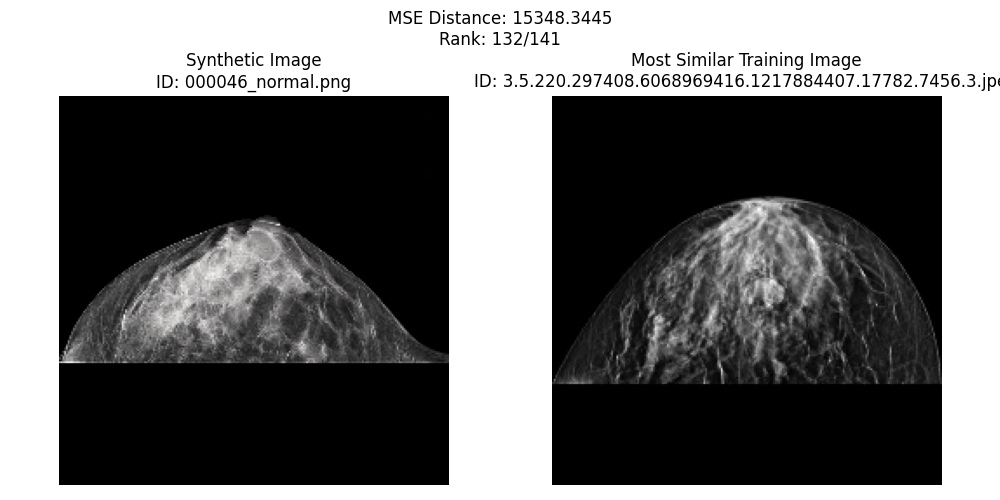 MSE Distance: 15348.3445
Rank: 132/141
Synthetic Image
ID: 000046_normal.png
Most Similar Training Image
ID: 3.5.220.297408.6068969416.1217884407.17782.7456.3.jpe